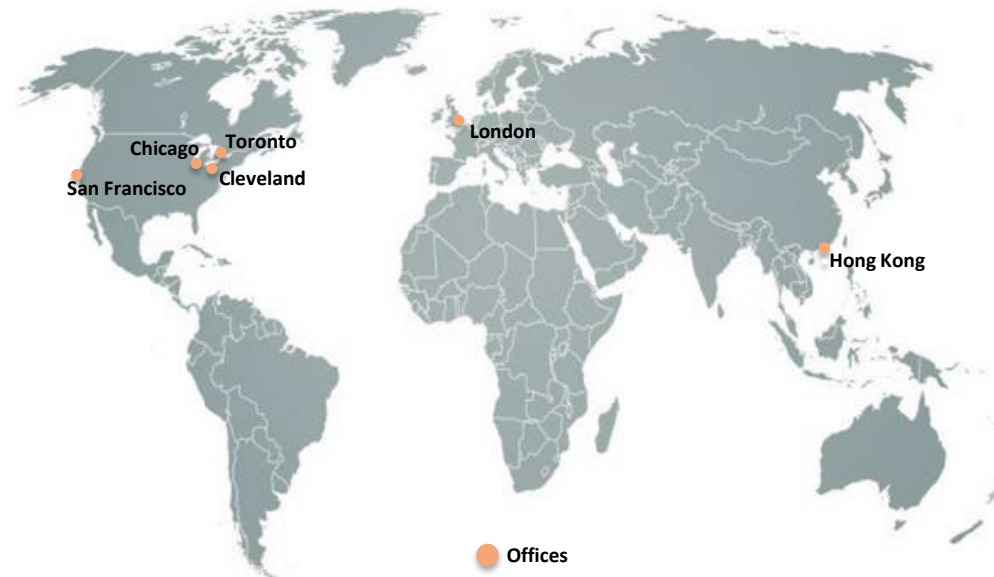 London
Toronto
Chicago
Cleveland
San Francisco
Hong Kong
Offices